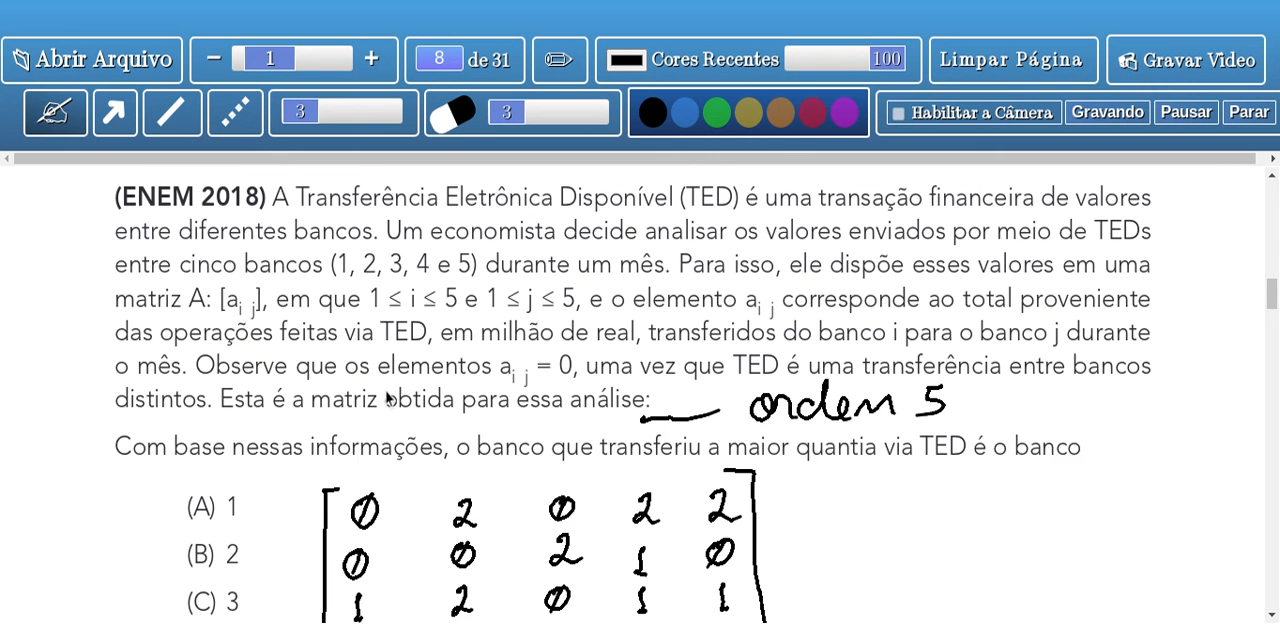 Abrir Arquivo − 1 + 8 de 31 Cores Recentes 100 Limpar Página Gravar Video
3 3 Habilitar a Câmera Gravando Pausar Parar
(ENEM 2018) A Transferência Eletrônica Disponível (TED) é uma transação financeira de valores
entre diferentes bancos. Um economista decide analisar os valores enviados por meio de TEDs
entre cinco bancos (1, 2, 3, 4 e 5) durante um mês. Para isso, ele dispõe esses valores em uma
matriz A: [a i j], em que 1 ≤ i ≤ 5 e 1 ≤ j ≤ 5, e o elemento a i j corresponde ao total proveniente
das operações feitas via TED, em milhão de real, transferidos do banco i para o banco j durante
o mês. Observe que os elementos a i j = 0, uma vez que TED é uma transferência entre bancos
distintos. Esta é a matriz obtida para essa análise: ordem 5
Com base nessas informações, o banco que transferiu a maior quantia via TED é o banco
(A) 1 0 2 0 2 2
(B) 2 0 0 2 1 0
(C) 3 1 2 0 1 1